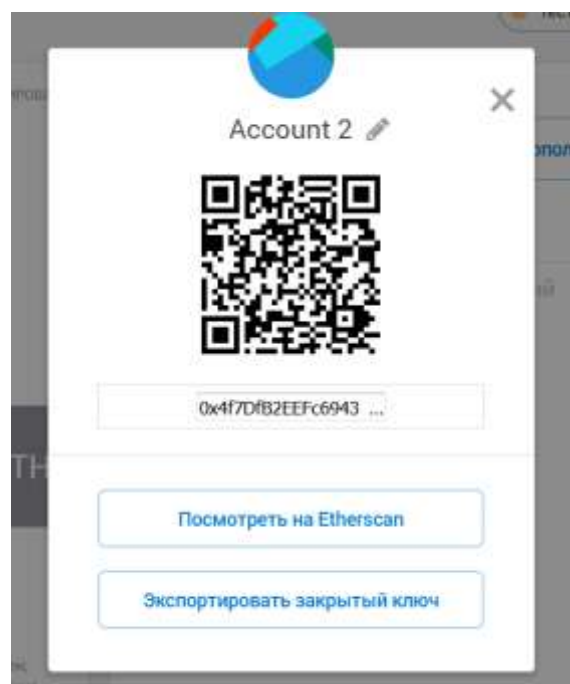 Account 2
0x4f7DfB2EEFc6943 ...
Посмотреть на Etherscan
Экспортировать закрытый ключ